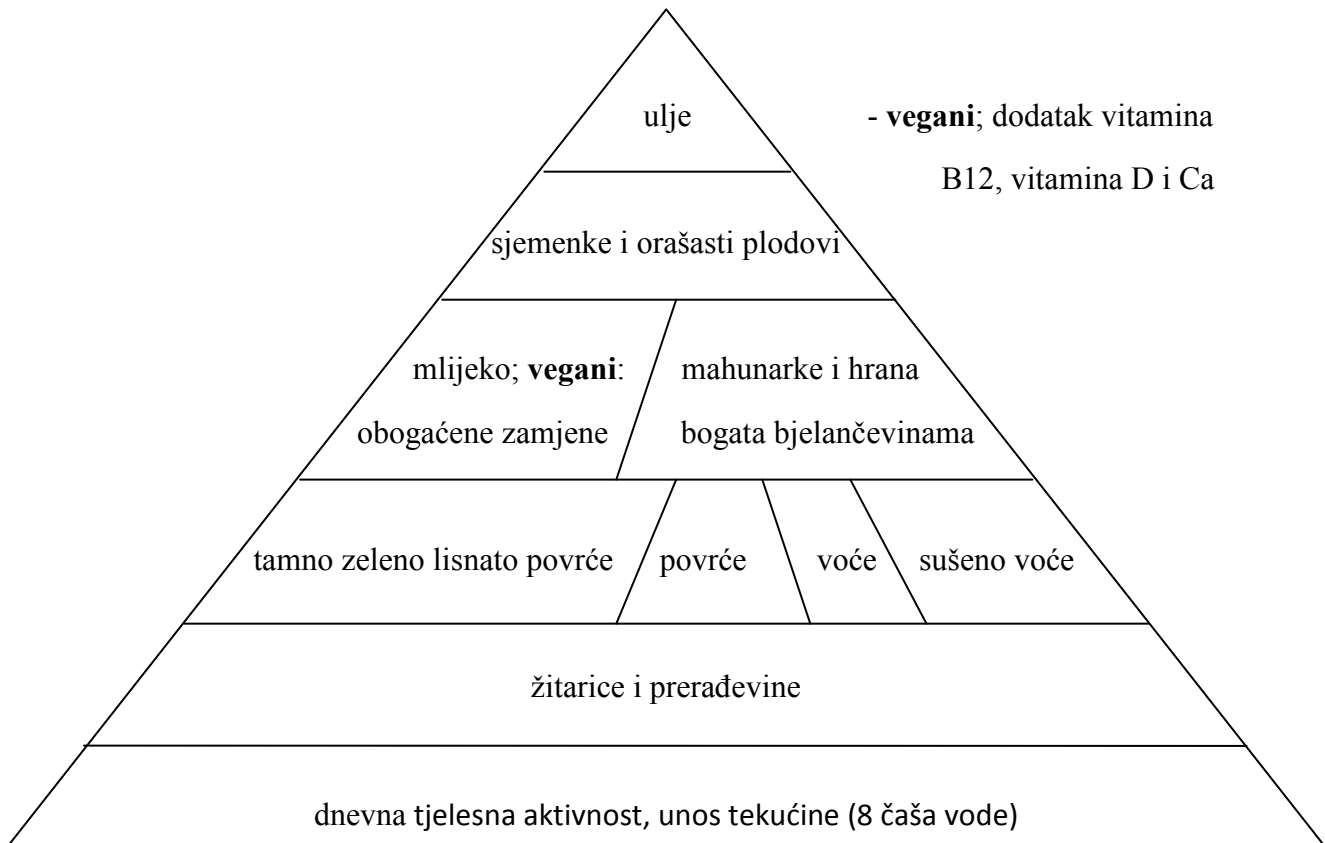 ulje
- vegani; dodatak vitamina
B12, vitamina D i Ca
sjemenke i orašasti plodovi
mlijeko; vegani:
obogaćene zamjene
mahunarke i hrana
bogata bjelančevinama
tamno zeleno lisnato povrće
povrće
voće
sušeno voće
žitarice i prerađevine
dnevna tjelesna aktivnost, unos tekućine (8 čaša vode)